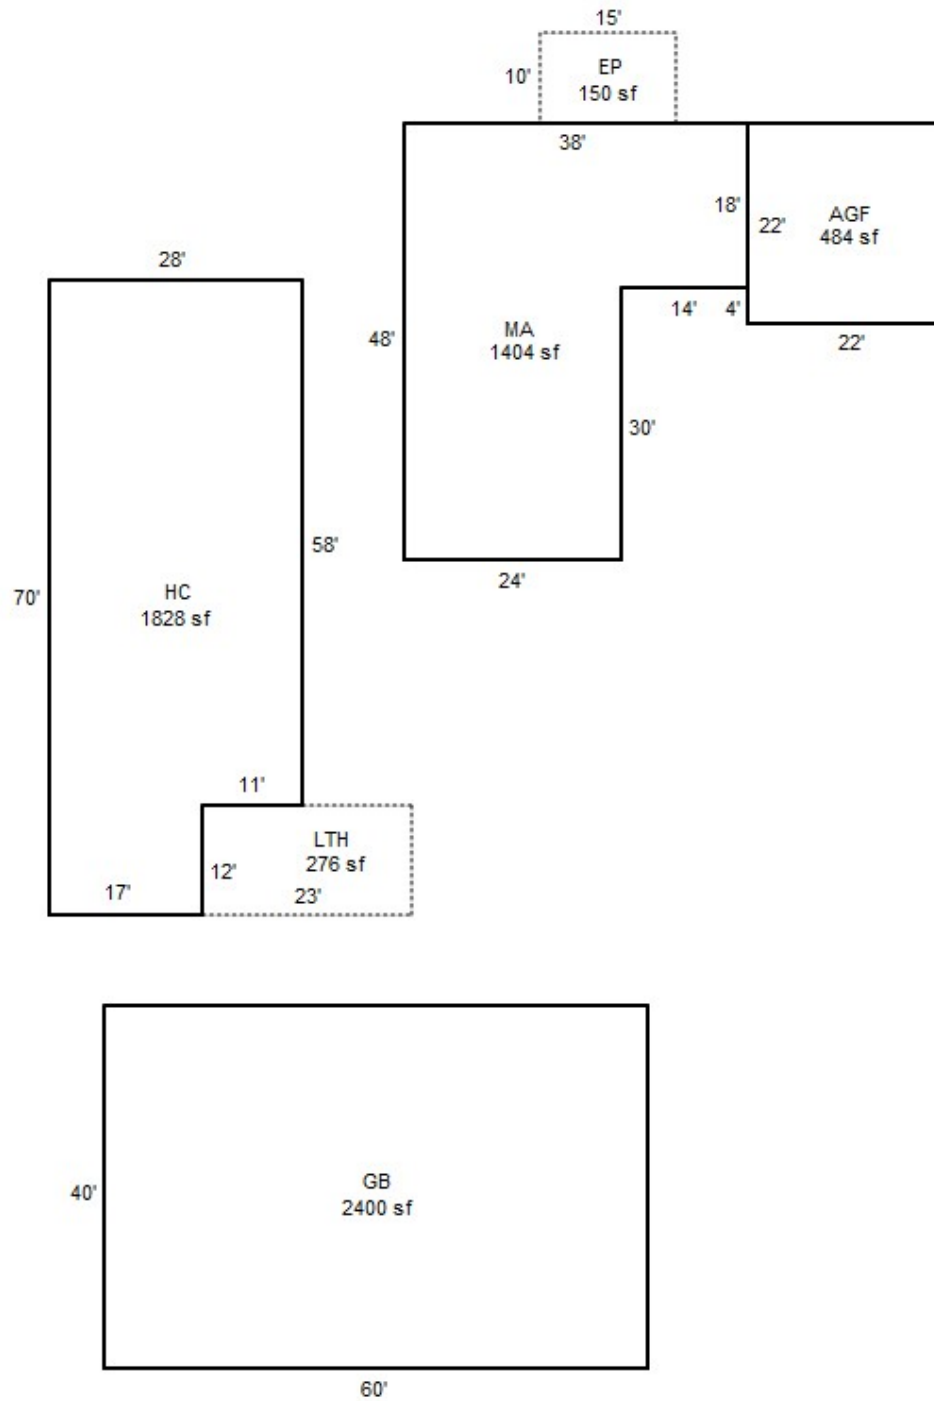 15'
10'
EP
150 sf
38'
18'
22'
AGF
484 sf
28'
48'
MA
1404 sf
14'
4'
22'
30'
58'
24'
70'
HC
1828 sf
11'
LTH
276 sf
12'
17'
23'
40'
GB
2400 sf
60'